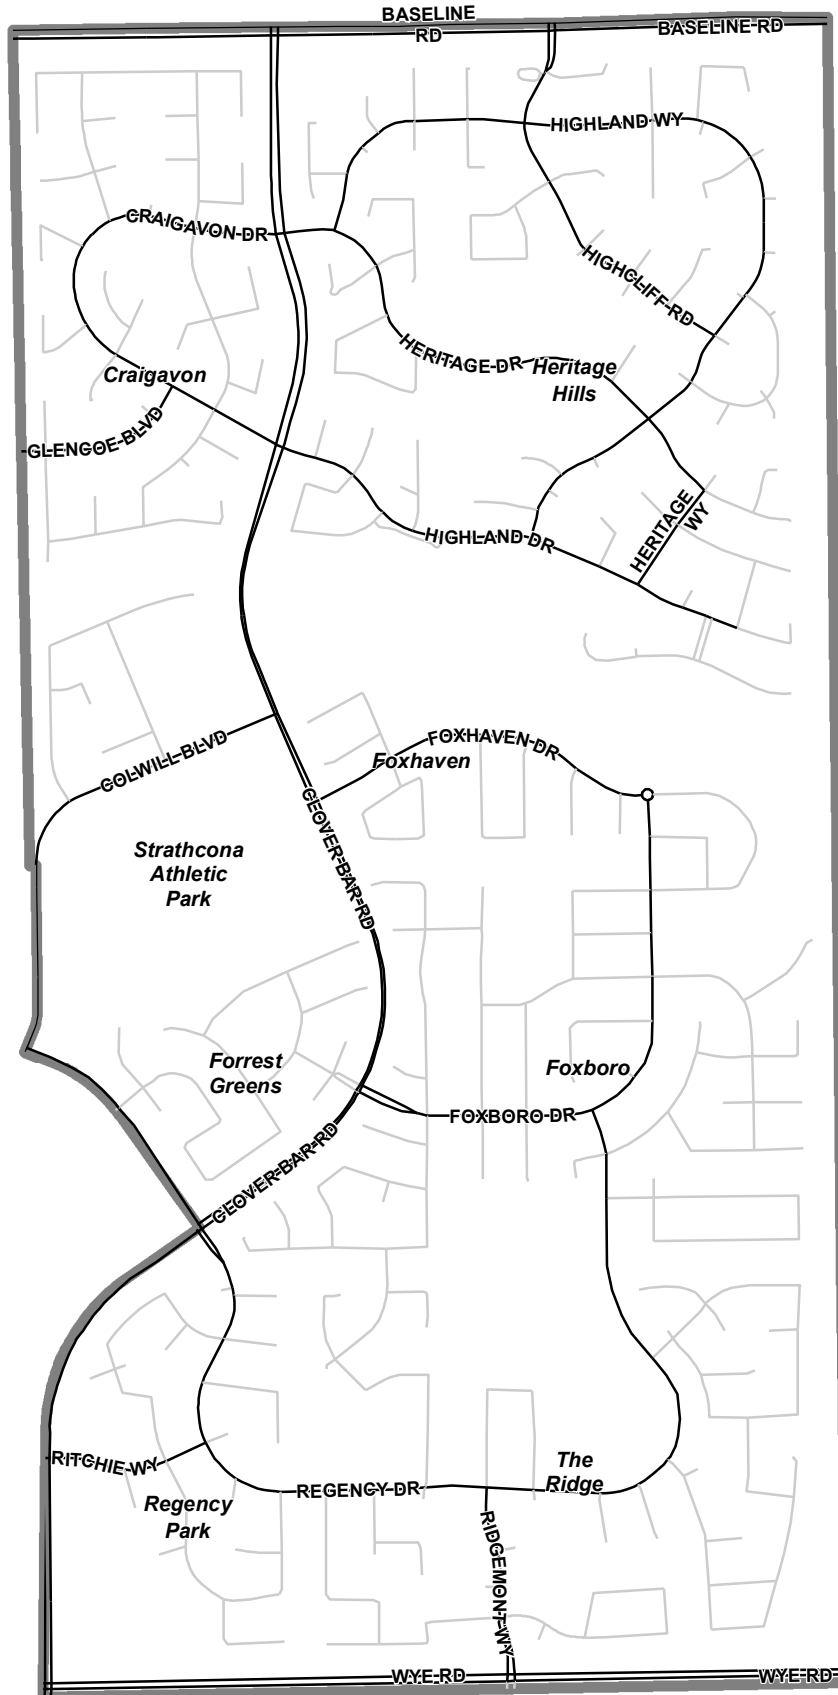 BASELINE
RD
BASELINE RD
HIGHLAND WY
CRAIGAVON DR
HIGHCLIFF RD
HERITAGE DR
Heritage
Hills
Craigavon
GLENCOE BLVD
HERITAGE
WY
HIGHLAND DR
FOXHAVEN DR
Foxhaven
COLWILL BLVD
CLOVER BAR RD
Strathcona
Athletic
Park
Forrest
Greens
Foxboro
FOXBORO DR
CLOVER BAR RD
RITCHIE WY
The
Ridge
REGENCY DR
Regency
Park
RIDGEMONT WY
WYE RD
WYE RD